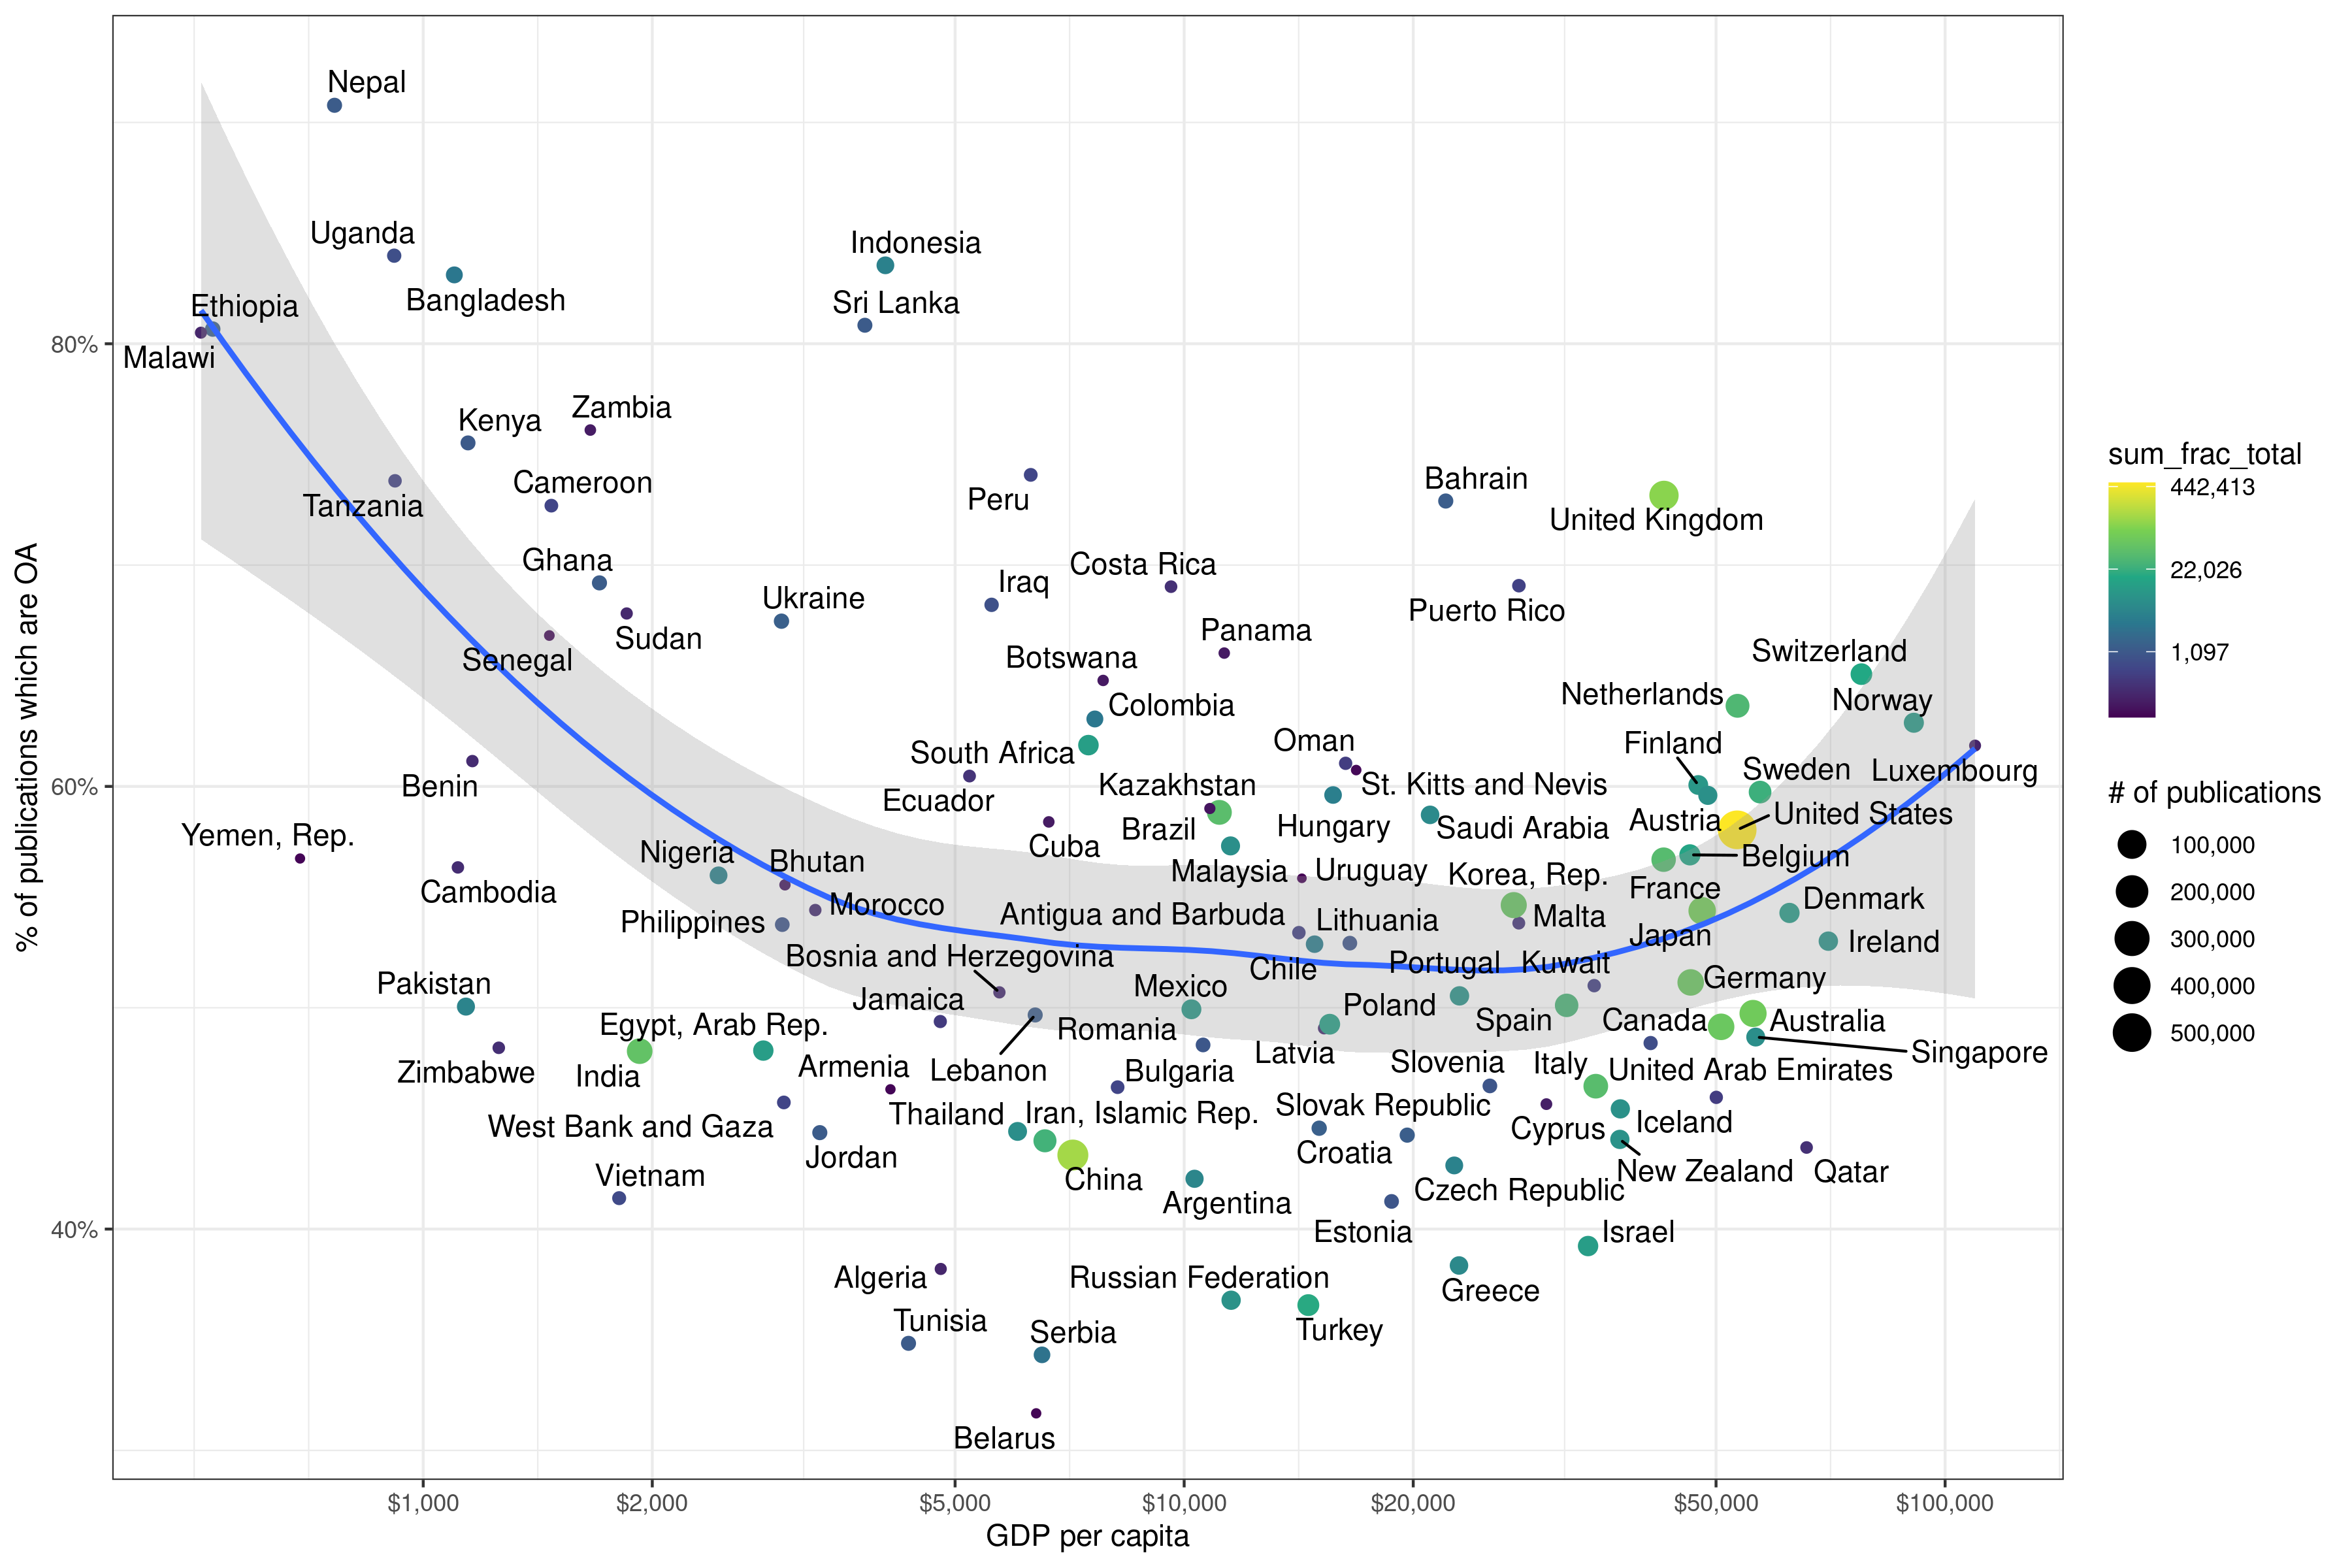 Nepal
Uganda
Indonesia
Bangladesh
Sri Lanka
Ethiopia
Malawi
Zambia
Kenya
Cameroon
Tanzania
Peru
Bahrain
United Kingdom
Ghana
Costa Rica
Iraq
Ukraine
Puerto Rico
Sudan
Panama
Senegal
Botswana
Switzerland
Netherlands
Norway
Colombia
Oman
Finland
South Africa
Sweden
Luxembourg
Benin
Ecuador
Kazakhstan
St. Kitts and Nevis
United States
Brazil
Hungary
Saudi Arabia
Austria
Yemen, Rep.
Cuba
Nigeria
Bhutan
Belgium
Malaysia
Uruguay
Korea, Rep.
Cambodia
France
Denmark
Morocco
Philippines
Antigua and Barbuda
Lithuania
Malta
Japan
Ireland
Bosnia and Herzegovina
Chile
Portugal
Kuwait
Germany
Pakistan
Mexico
Jamaica
Poland
Egypt, Arab Rep.
Romania
Spain
Canada
Australia
Latvia
Singapore
Zimbabwe
India
Armenia
Lebanon
Bulgaria
Slovenia
Italy
United Arab Emirates
Thailand
Iran, Islamic Rep.
Slovak Republic
West Bank and Gaza
Cyprus
Iceland
Jordan
Croatia
Vietnam
China
New Zealand
Qatar
Argentina
Czech Republic
Estonia
Israel
Algeria
Russian Federation
Greece
Tunisia
Serbia
Turkey
Belarus
80%
60%
40%
% of publications which are OA
$1,000
$2,000
$5,000
$10,000
$20,000
$50,000
$100,000
GDP per capita
sum_frac_total
442,413
22,026
1,097
# of publications
100,000
200,000
300,000
400,000
500,000